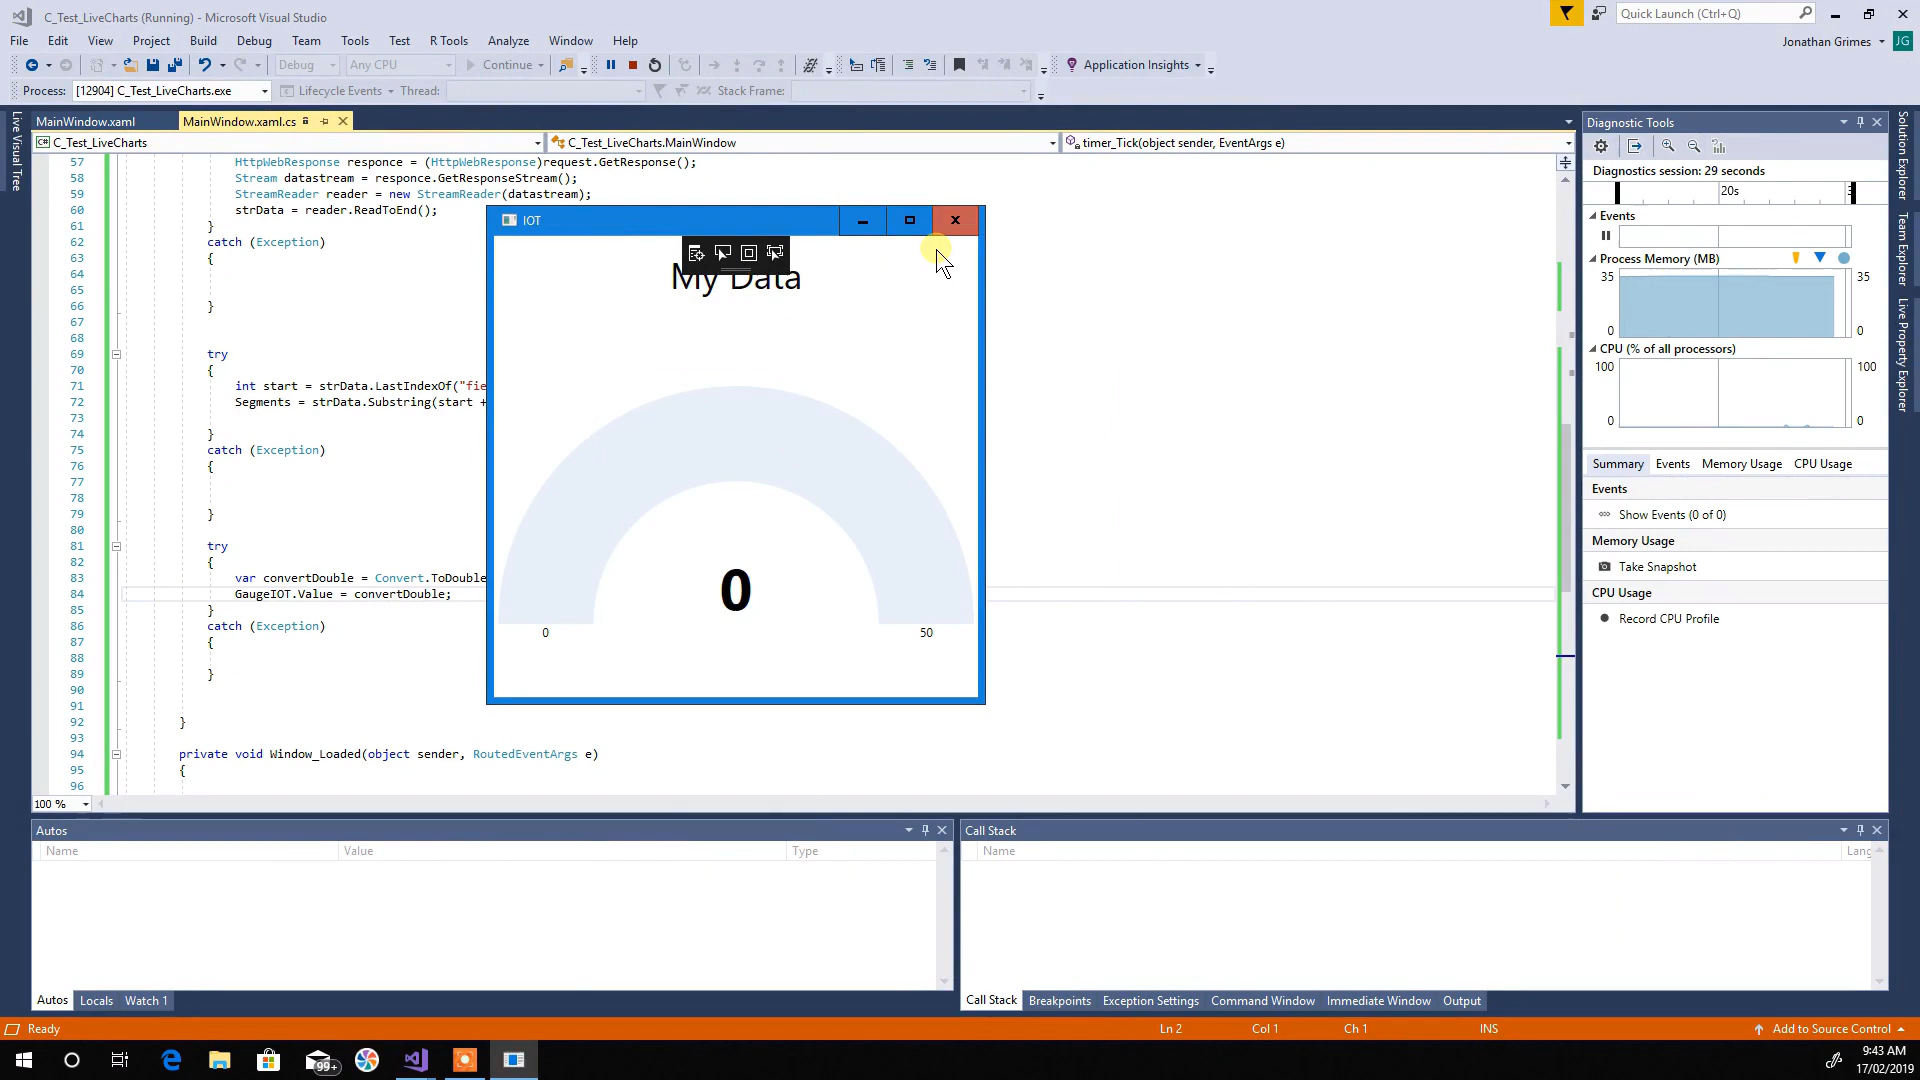 C_Test_LiveCharts (Running) - Microsoft Visual Studio
Quick Launch (Ctrl+Q)
File Edit View Project Build Debug Team Tools Test R Tools Analyze Window Help
Jonathan Grimes JG
Debug Any CPU Continue Application Insights
Process: [12904] C_Test_LiveCharts.exe Lifecycle Events Thread: Stack Frame:
MainWindow.xaml MainWindow.xaml.cs
C_Test_LiveCharts C_Test_LiveCharts.MainWindow timer_Tick(object sender, EventArgs e)
57 HttpWebResponse responce = (HttpWebResponse)request.GetResponse();
58 Stream datastream = responce.GetResponseStream();
59 StreamReader reader = new StreamReader(datastream);
60 strData = reader.ReadToEnd();
61 }
62 catch (Exception)
63 {
64
65
66 }
67
68
69 try
70 {
71 int start = strData.LastIndexOf("fie
72 Segments = strData.Substring(start +
73
74 }
75 catch (Exception)
76 {
77
78
79 }
80
81 try
82 {
83 var convertDouble = Convert.ToDouble
84 GaugeIOT.Value = convertDouble;
85 }
86 catch (Exception)
87 {
88
89 }
90
91
92 }
93
94 private void Window_Loaded(object sender, RoutedEventArgs e)
95 {
96
100 %
IOT
My Data
0
0 50
Live Visual Tree
Diagnostic Tools
Diagnostics session: 29 seconds
20s
Events
Process Memory (MB)
35 35
0 0
CPU (% of all processors)
100 100
0 0
Summary Events Memory Usage CPU Usage
Events
Show Events (0 of 0)
Memory Usage
Take Snapshot
CPU Usage
Record CPU Profile
Solution Explorer
Team Explorer
Live Property Explorer
Autos
Name Value Type
Autos Locals Watch 1
Call Stack
Name Lang
Call Stack Breakpoints Exception Settings Command Window Immediate Window Output
Ready Ln 2 Col 1 Ch 1 INS Add to Source Control
99+
9:43 AM
17/02/2019